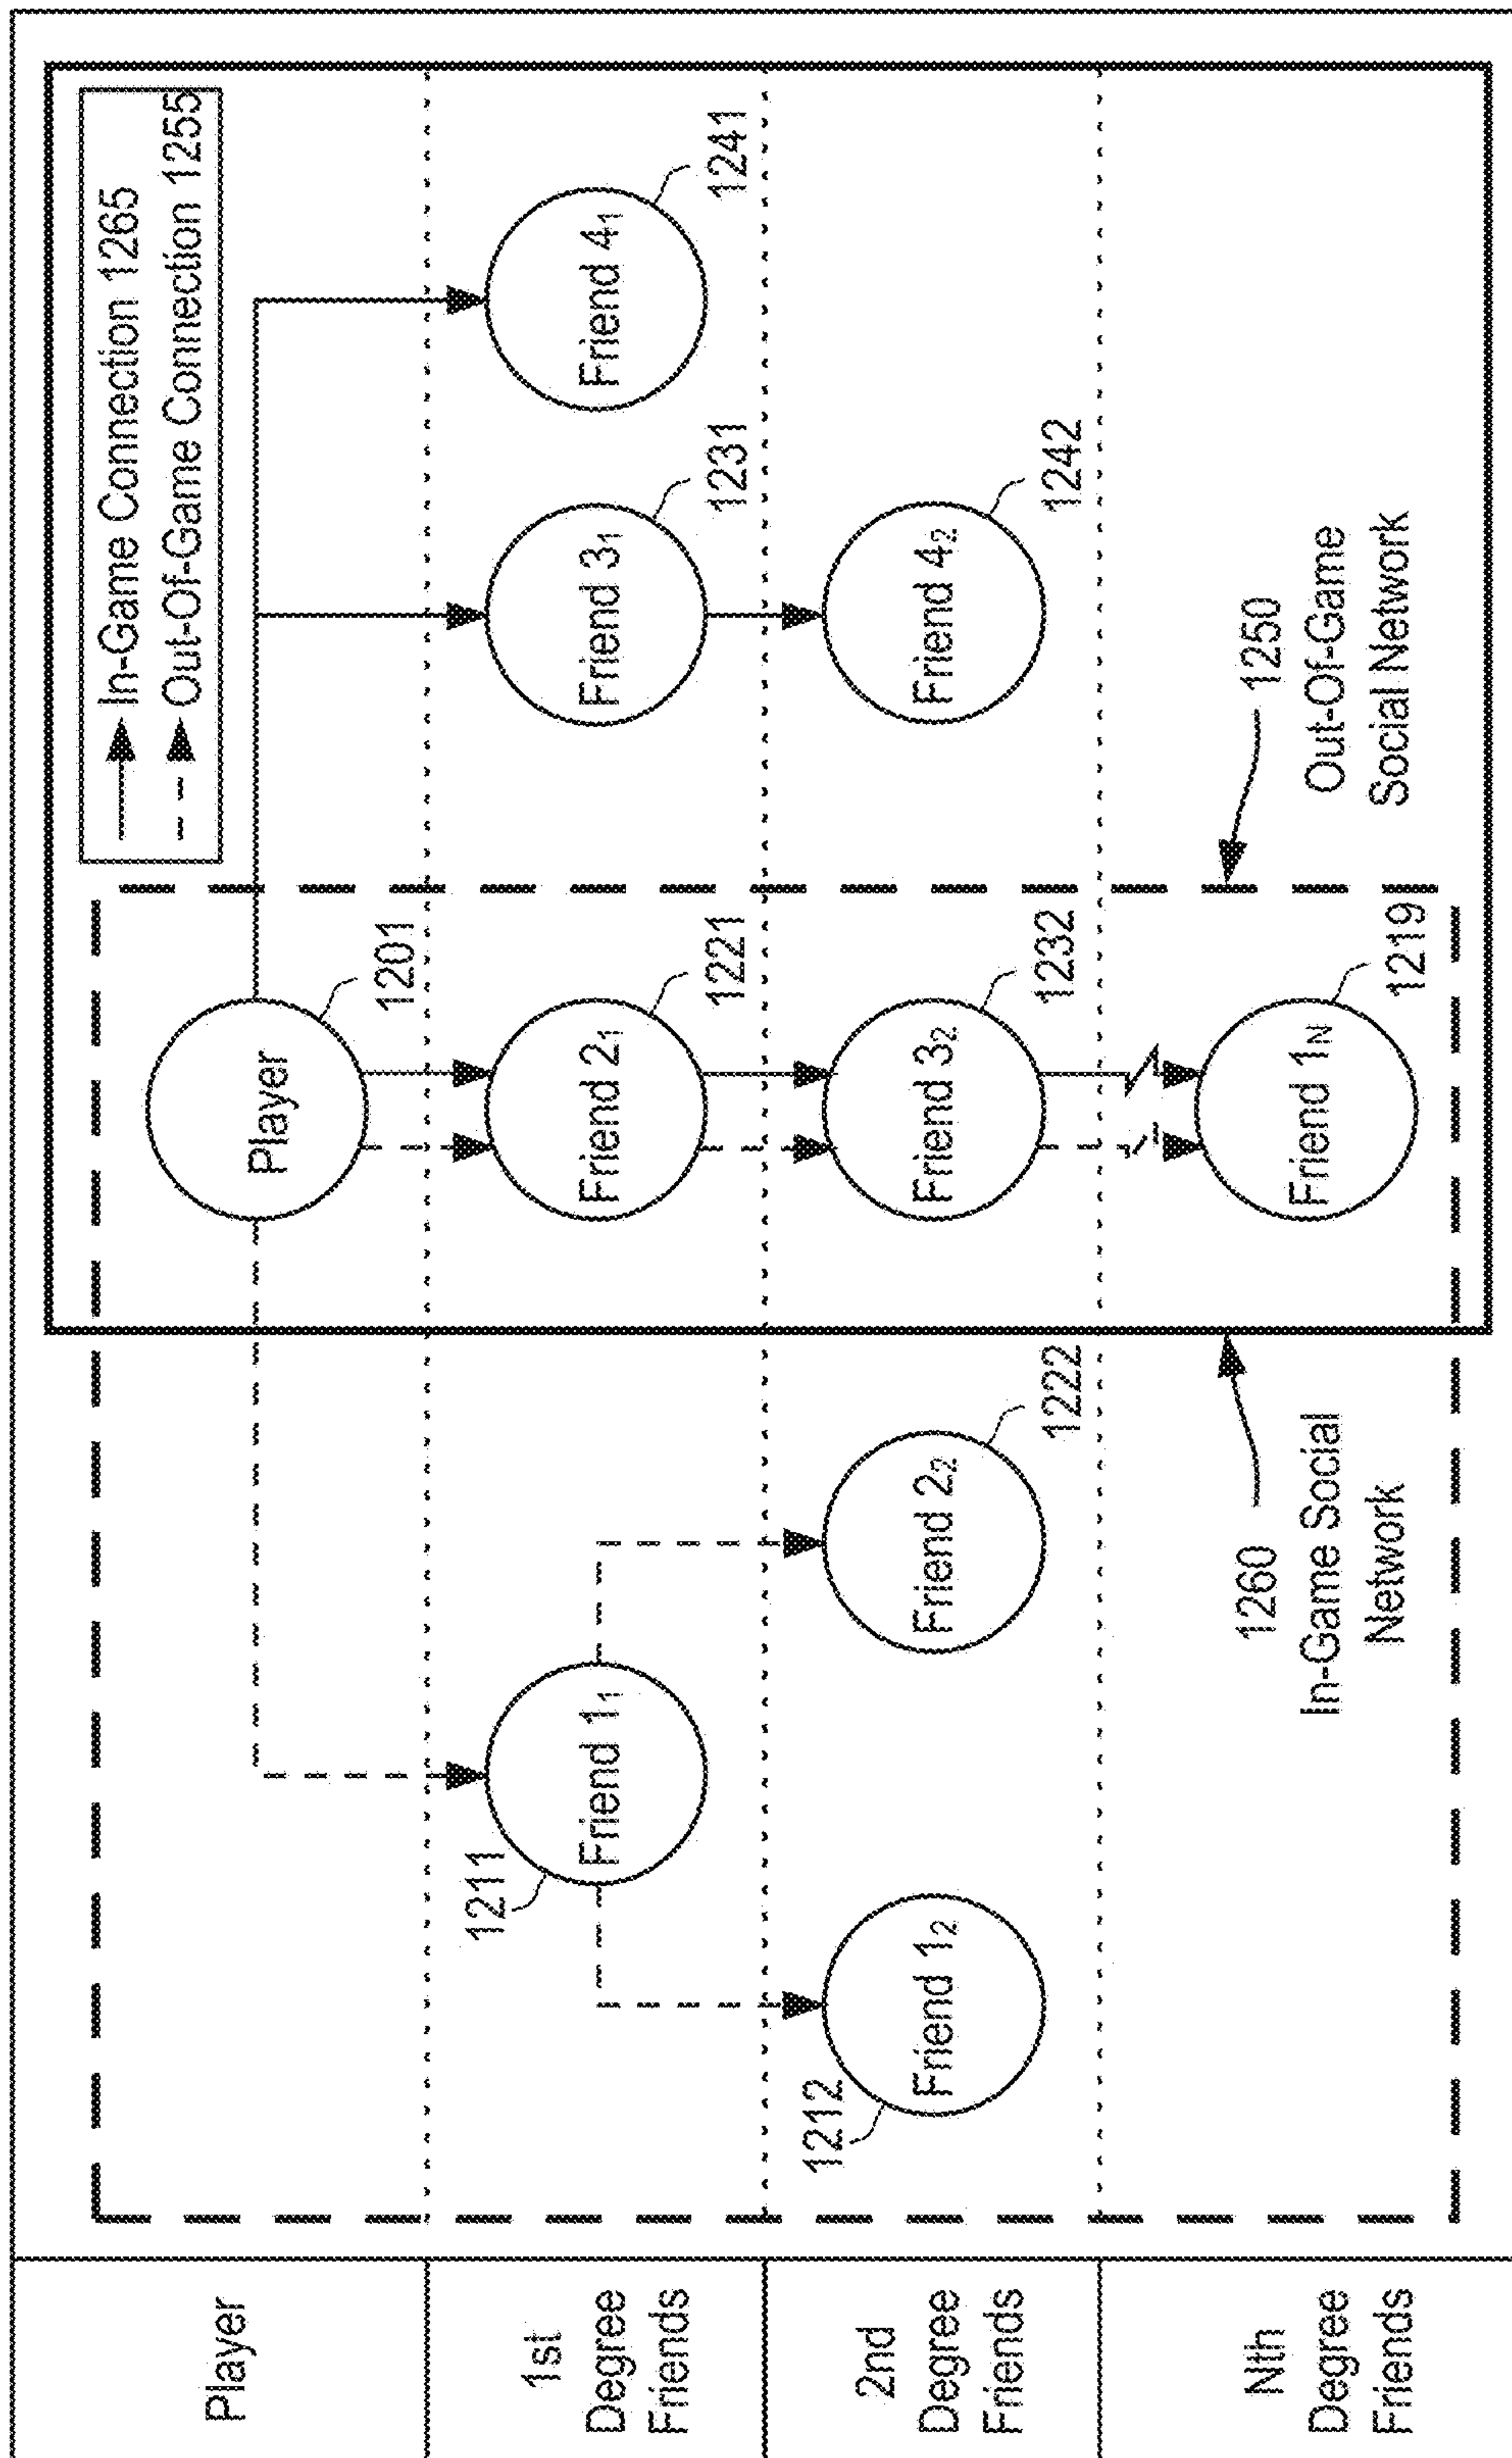 Player
1st
Degree
Friends
2nd
Degree
Friends
Nth
Degree
Friends
In-Game Connection 1265
Out-Of-Game Connection 1255
Player
1201
1211
Friend 1₁
Friend 2₁
1221
Friend 3₁
1231
Friend 4₁
1241
1212
Friend 1₂
Friend 2₂
1222
Friend 3₂
1232
Friend 4₂
1242
1260
In-Game Social
Network
Friend 1N
1219
1250
Out-Of-Game
Social Network